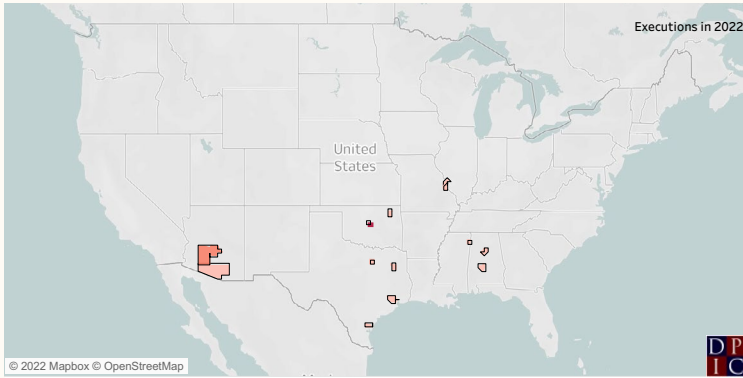 Executions in 2022
United
States
D P
I C
© 2022 Mapbox © OpenStreetMap